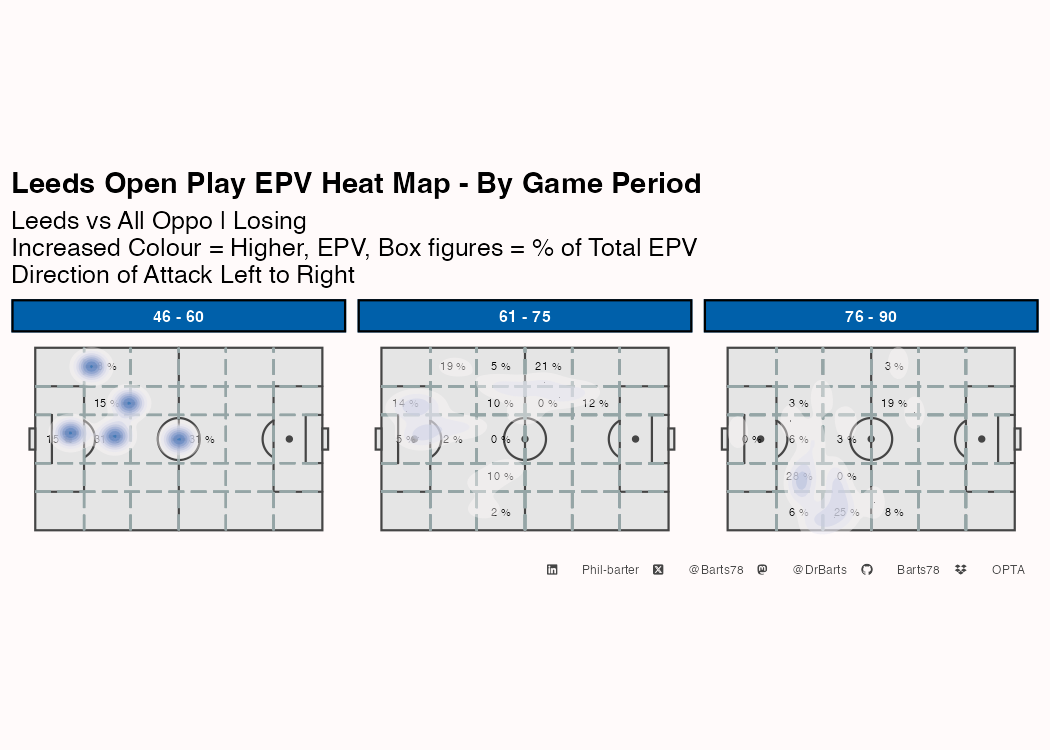 Leeds Open Play EPV Heat Map - By Game Period
Leeds vs All Oppo | Losing
Increased Colour = Higher, EPV, Box figures = % of Total EPV
Direction of Attack Left to Right
46 - 60
61 - 75
76 - 90
%
15 %
15
31
31 %
19 %
5 %
21 %
14 %
10 %
0 %
12 %
5 %
2 %
0 %
10 %
2 %
3 %
3 %
19 %
0 %
6 %
3 %
28 %
0 %
6 %
25 %
8 %
Phil-barter
@Barts78
@DrBarts
Barts78
OPTA